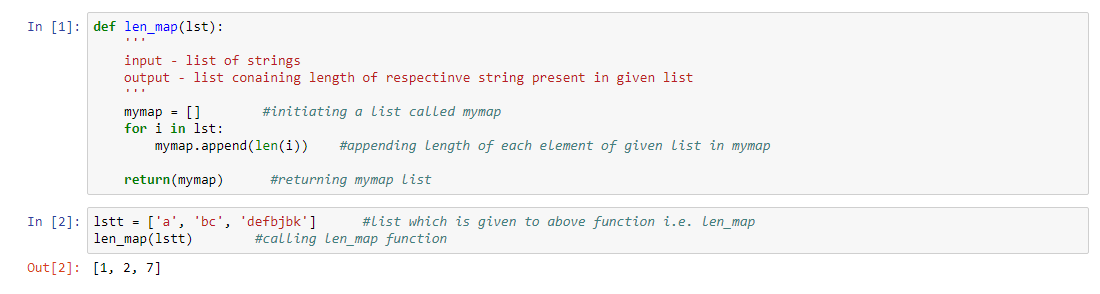 In [1]: def len_map(lst):
    '''
    input - list of strings
    output - list conaining length of respectinve string present in given list
    '''
    mymap = []        #initiating a list called mymap
    for i in lst:
        mymap.append(len(i))    #appending length of each element of given list in mymap
    return(mymap)      #returning mymap list
In [2]: lstt = ['a', 'bc', 'defbjbk']      #list which is given to above function i.e. len_map
len_map(lstt)        #calling len_map function
Out[2]: [1, 2, 7]